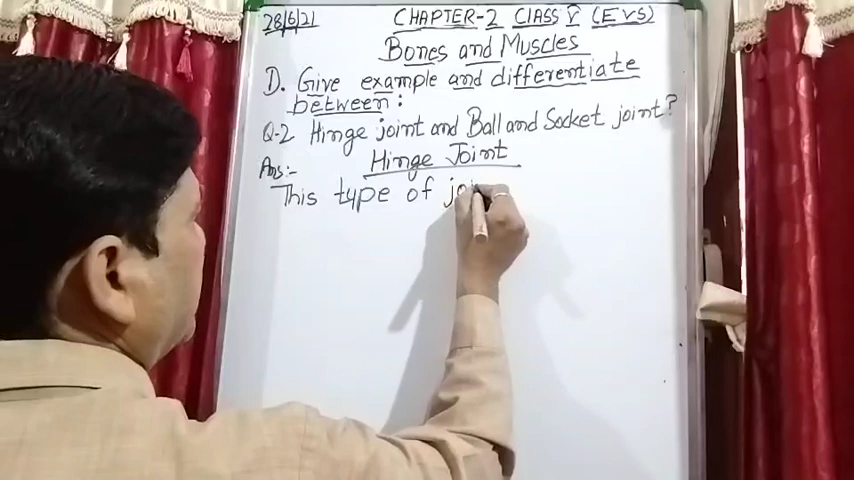 28/6/21 CHAPTER-2 CLASS V (EVS)
Bones and Muscles
D. Give example and differentiate
between:
Q-2 Hinge joint and Ball and Socket joint?
Ans:- Hinge Joint
This type of joi